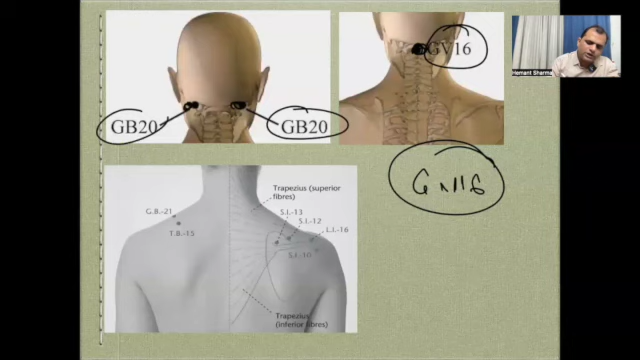 GB20
GB20
GV16
Hemant Sharma
GV16
Trapezius (superior
fibres)
G.B.-21
T.B.-15
S.I.-13
S.I.-12
L.I.-16
S.I.-10
Trapezius
(inferior fibres)